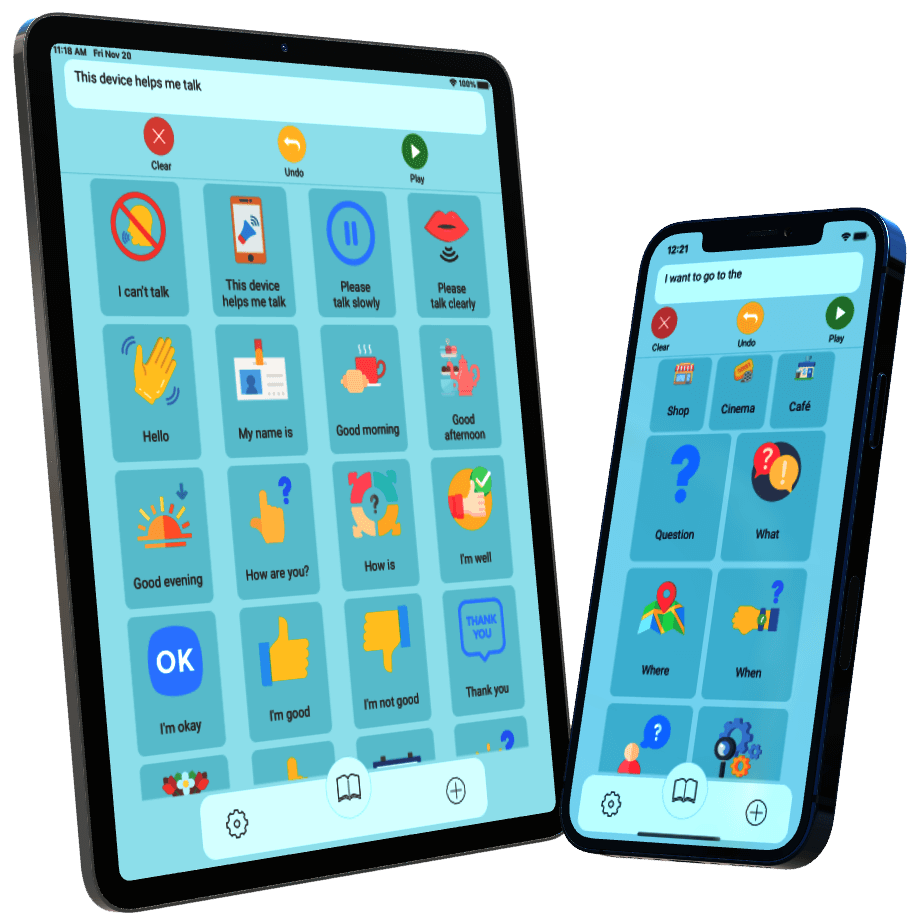 11:18 AM Fri Nov 20
100%
This device helps me talk
Clear
Undo
Play
I can't talk
This device
helps me talk
Please
talk slowly
Please
talk clearly
Hello
My name is
Good morning
Good
afternoon
Good evening
How are you?
How is
I'm well
OK
I'm okay
I'm good
I'm not good
THANK
YOU
Thank you
12:21
I want to go to the
Clear
Undo
Play
Shop
Cinema
Café
Question
What
Where
When